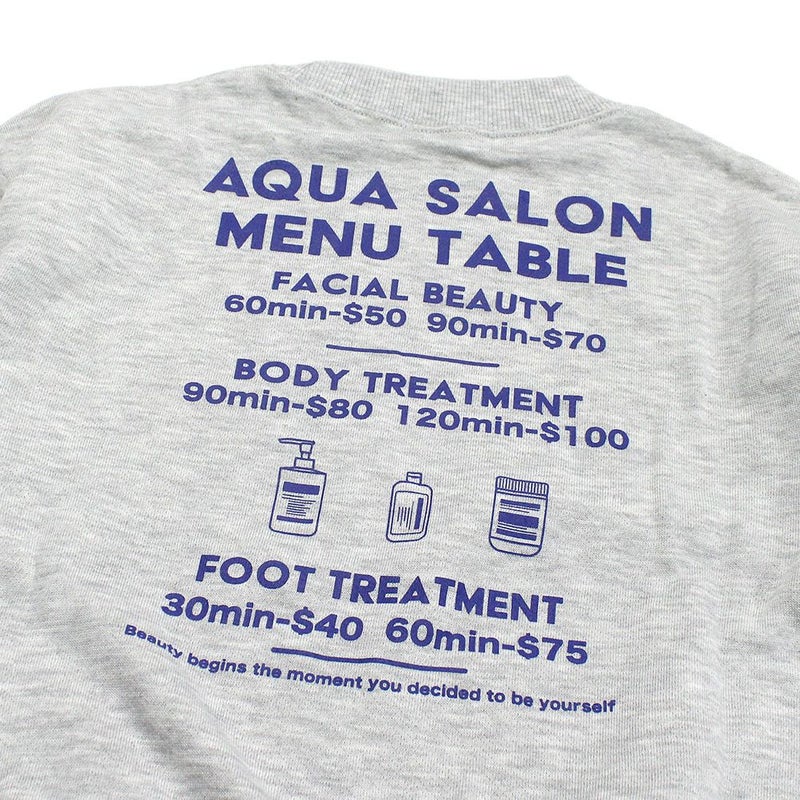 AQUA SALON
MENU TABLE
FACIAL BEAUTY
60min-$50 90min-$70
BODY TREATMENT
90min-$80 120min-$100
FOOT TREATMENT
30min-$40 60min-$75
Beauty begins the moment you decided to be yourself